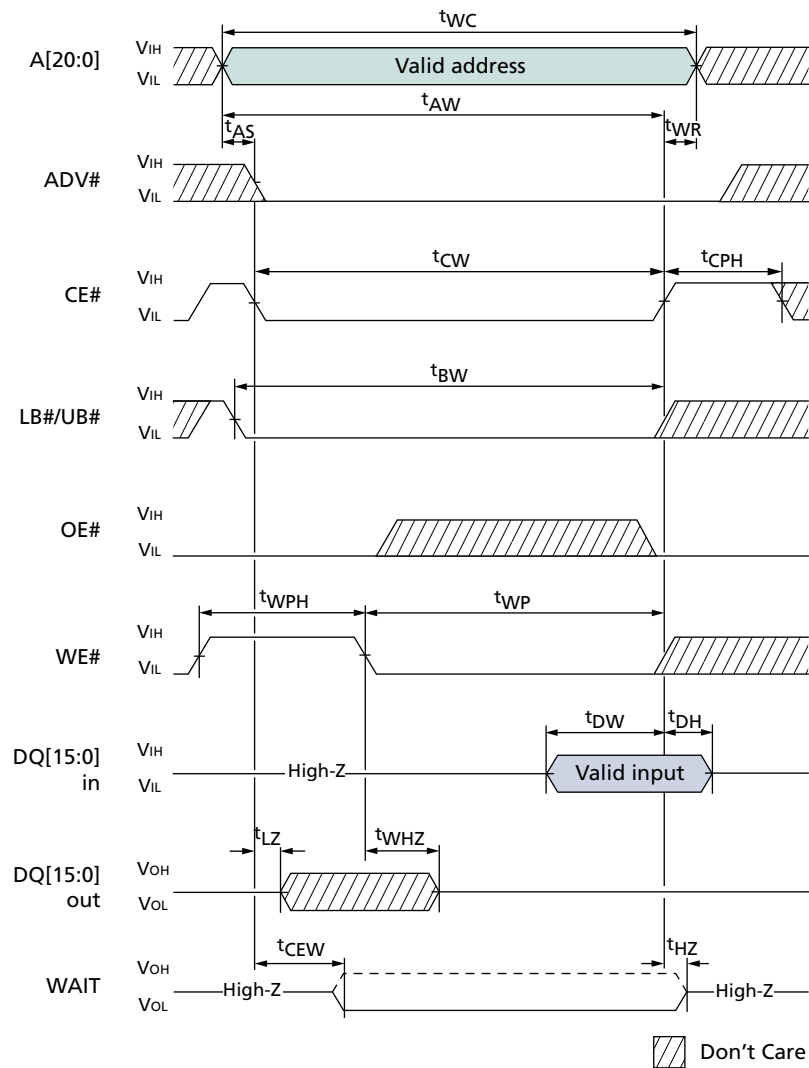 tWC
A[20:0] VIH VIL Valid address
tAW
tAS tWR
ADV# VIH VIL
tCW tCPH
CE# VIH VIL
tBW
LB#/UB# VIH VIL
OE# VIH VIL
tWPH tWP
WE# VIH VIL
tDW tDH
DQ[15:0] in VIH VIL High-Z Valid input
tLZ tWHZ
DQ[15:0] out VOH VOL
tCEW tHZ
WAIT VOH VOL High-Z High-Z
Don't Care